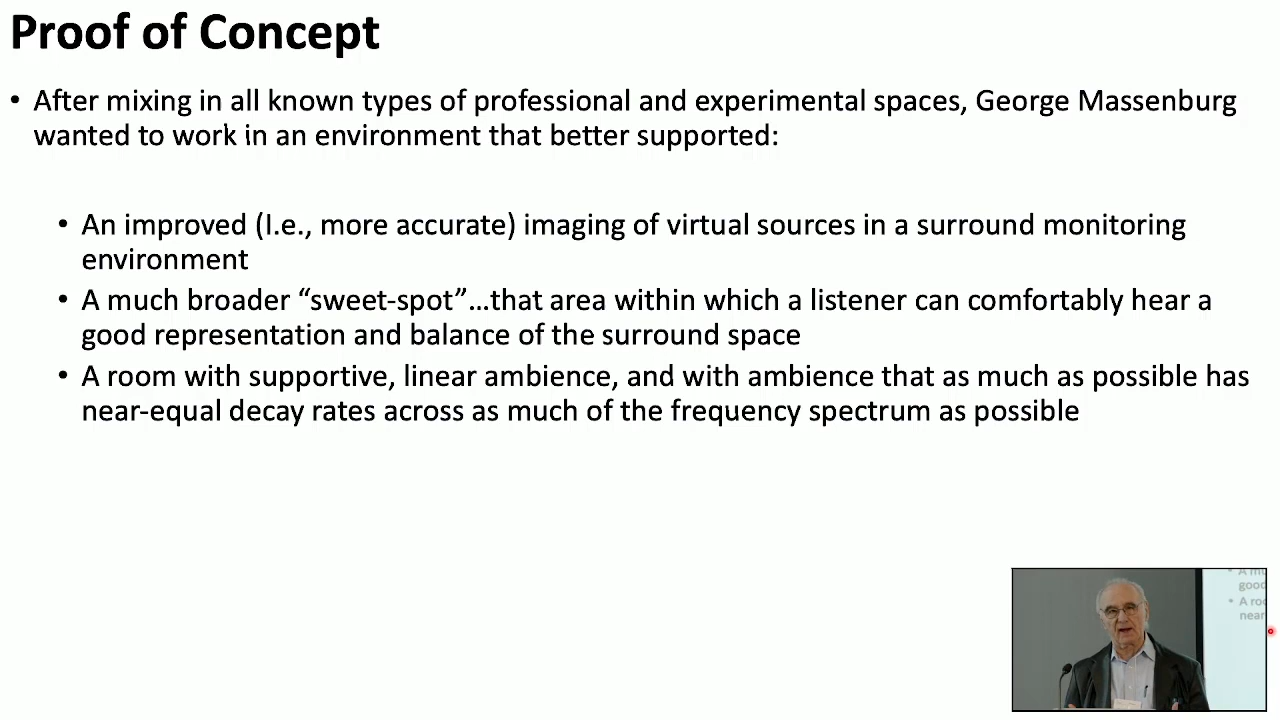 Proof of Concept
• After mixing in all known types of professional and experimental spaces, George Massenburg
wanted to work in an environment that better supported:
• An improved (I.e., more accurate) imaging of virtual sources in a surround monitoring
environment
• A much broader “sweet-spot”…that area within which a listener can comfortably hear a
good representation and balance of the surround space
• A room with supportive, linear ambience, and with ambience that as much as possible has
near-equal decay rates across as much of the frequency spectrum as possible
good
• A roo
near